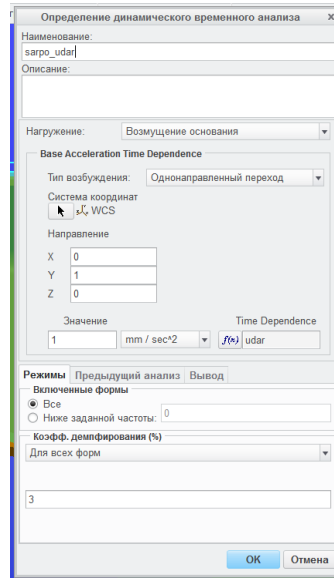 Определение динамического временного анализа x
Наименование:
sarpo_udar
Описание:
Нагружение: Возмущение основания
Base Acceleration Time Dependence
Тип возбуждения: Однонаправленный переход
Система координат
WCS
Направление
X 0
Y 1
Z 0
Значение Time Dependence
1 mm / sec^2 f(x) udar
Режимы Предыдущий анализ Вывод
Включенные формы
Все
Ниже заданной частоты: 0
Коэфф. демпфирования (%)
Для всех форм
3
OK Отмена